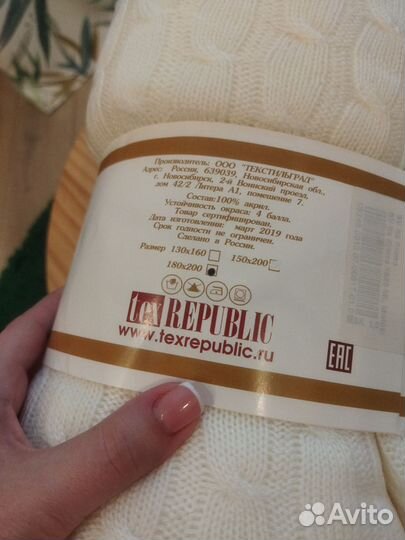 Производитель: ООО "ТЕКСТИЛЬГРАД"
Адрес: Россия, 639039, Новосибирская обл.,
г. Новосибирск, 2-й Воинский проезд,
дом 42/2 Литера А1, помещение 7.
Состав:100% акрил.
Устойчивость окраса: 4 балла.
Товар сертифицирован.
Дата изготовления: март 2019 года
Срок годности не ограничен.
Сделано в России.
Размер 130х160 150х200
180х200
tex REPUBLIC
www.texrepublic.ru
EAC
Avito